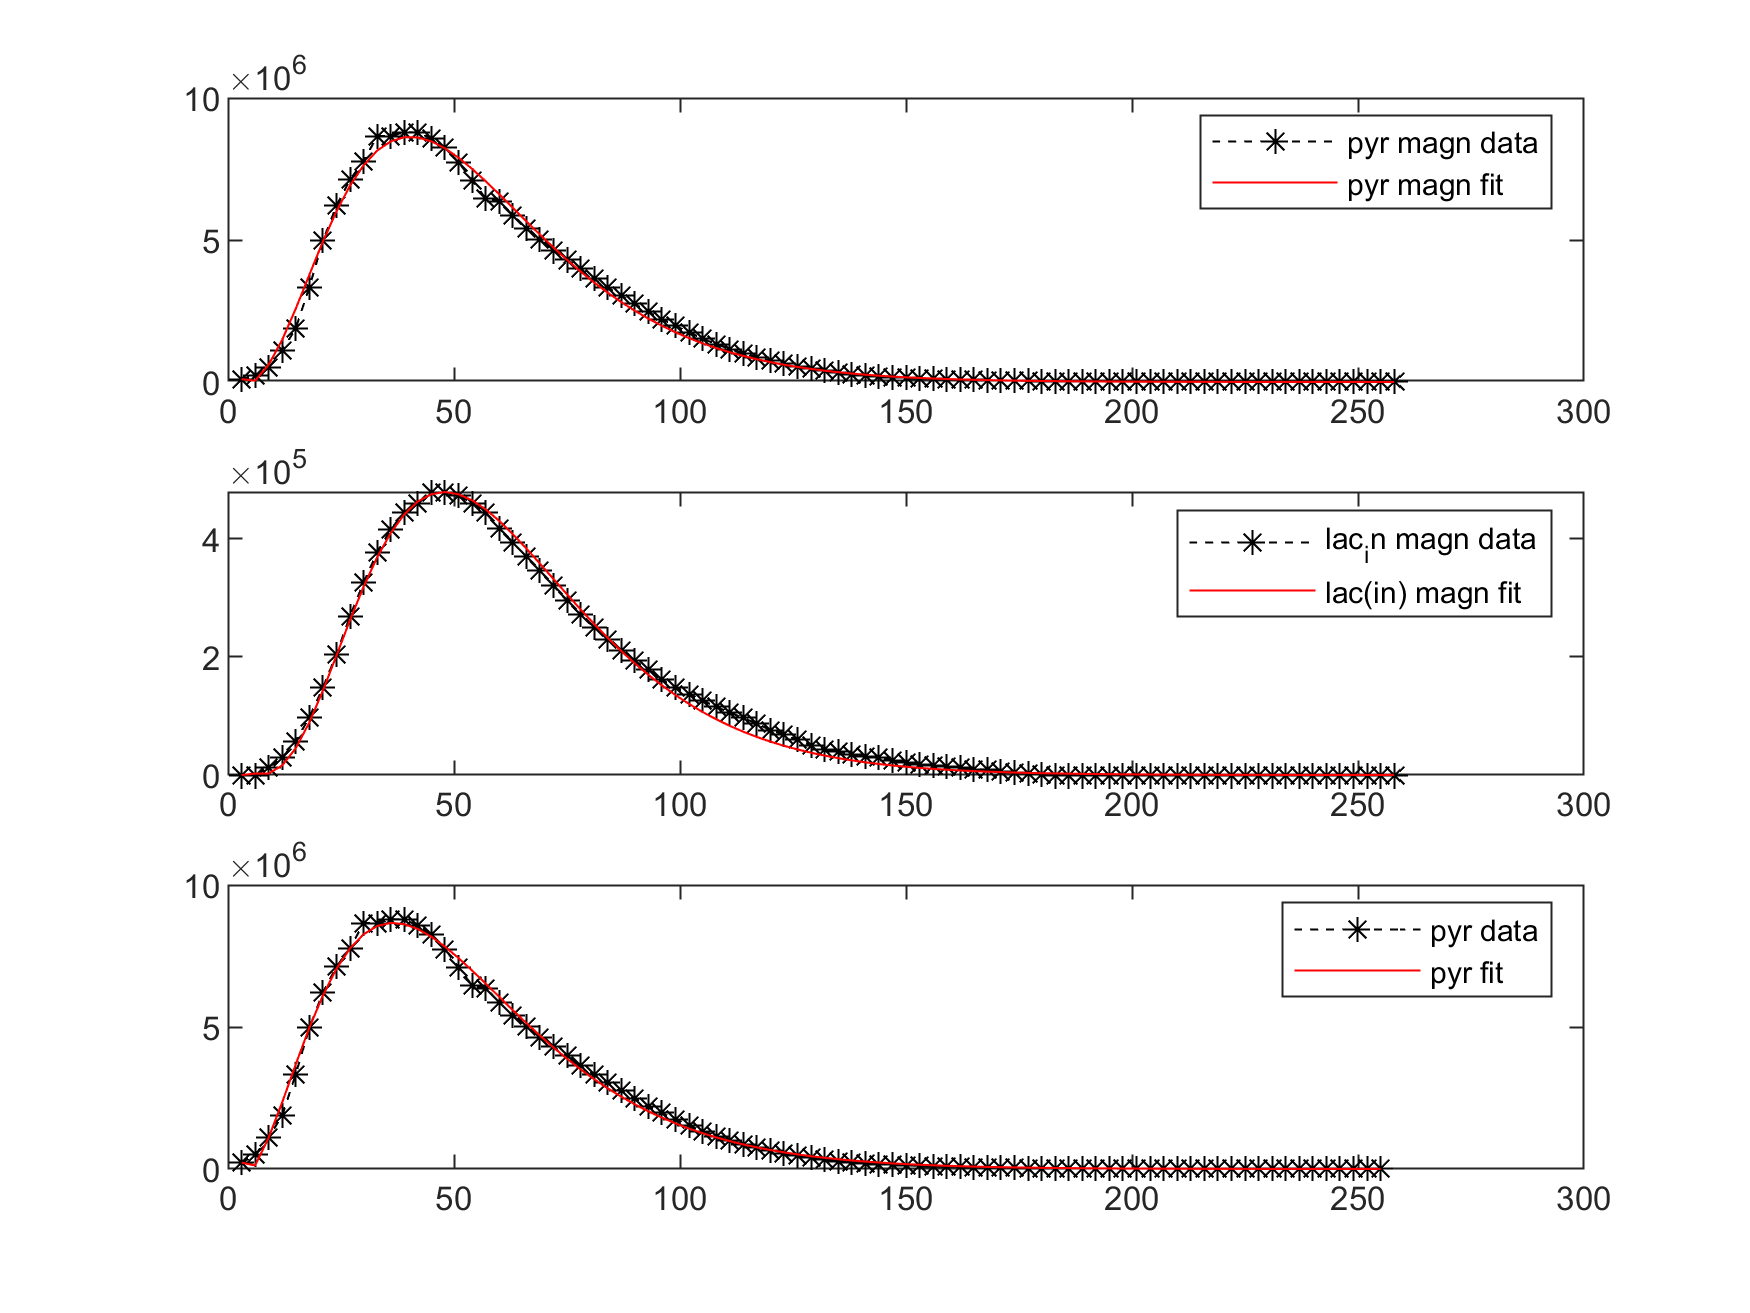 ×10^6
10
5
0
0 50 100 150 200 250 300
pyr magn data
pyr magn fit
×10^5
4
2
0
0 50 100 150 200 250 300
lac_in magn data
lac(in) magn fit
×10^6
10
5
0
0 50 100 150 200 250 300
pyr data
pyr fit